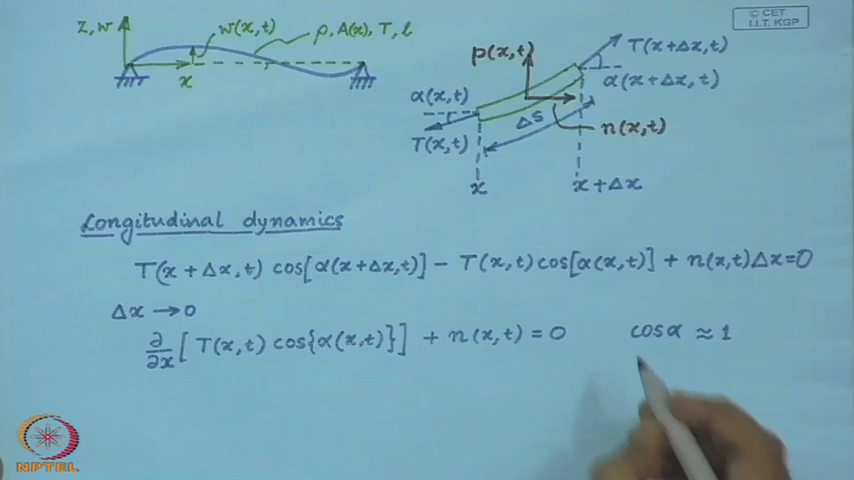 © CET
I.I.T. KGP
z, w
w(x,t)
ρ, A(x), T, l
x
p(x,t)
T(x+Δx,t)
α(x,t)
α(x+Δx,t)
T(x,t)
Δs
n(x,t)
x
x+Δx
Longitudinal dynamics
T(x+Δx,t) cos[α(x+Δx,t)] - T(x,t)cos[α(x,t)] + n(x,t)Δx=0
Δx → 0
∂/∂x [ T(x,t) cos{α(x,t)}] + n(x,t) = 0
cosα ≈ 1
NPTEL